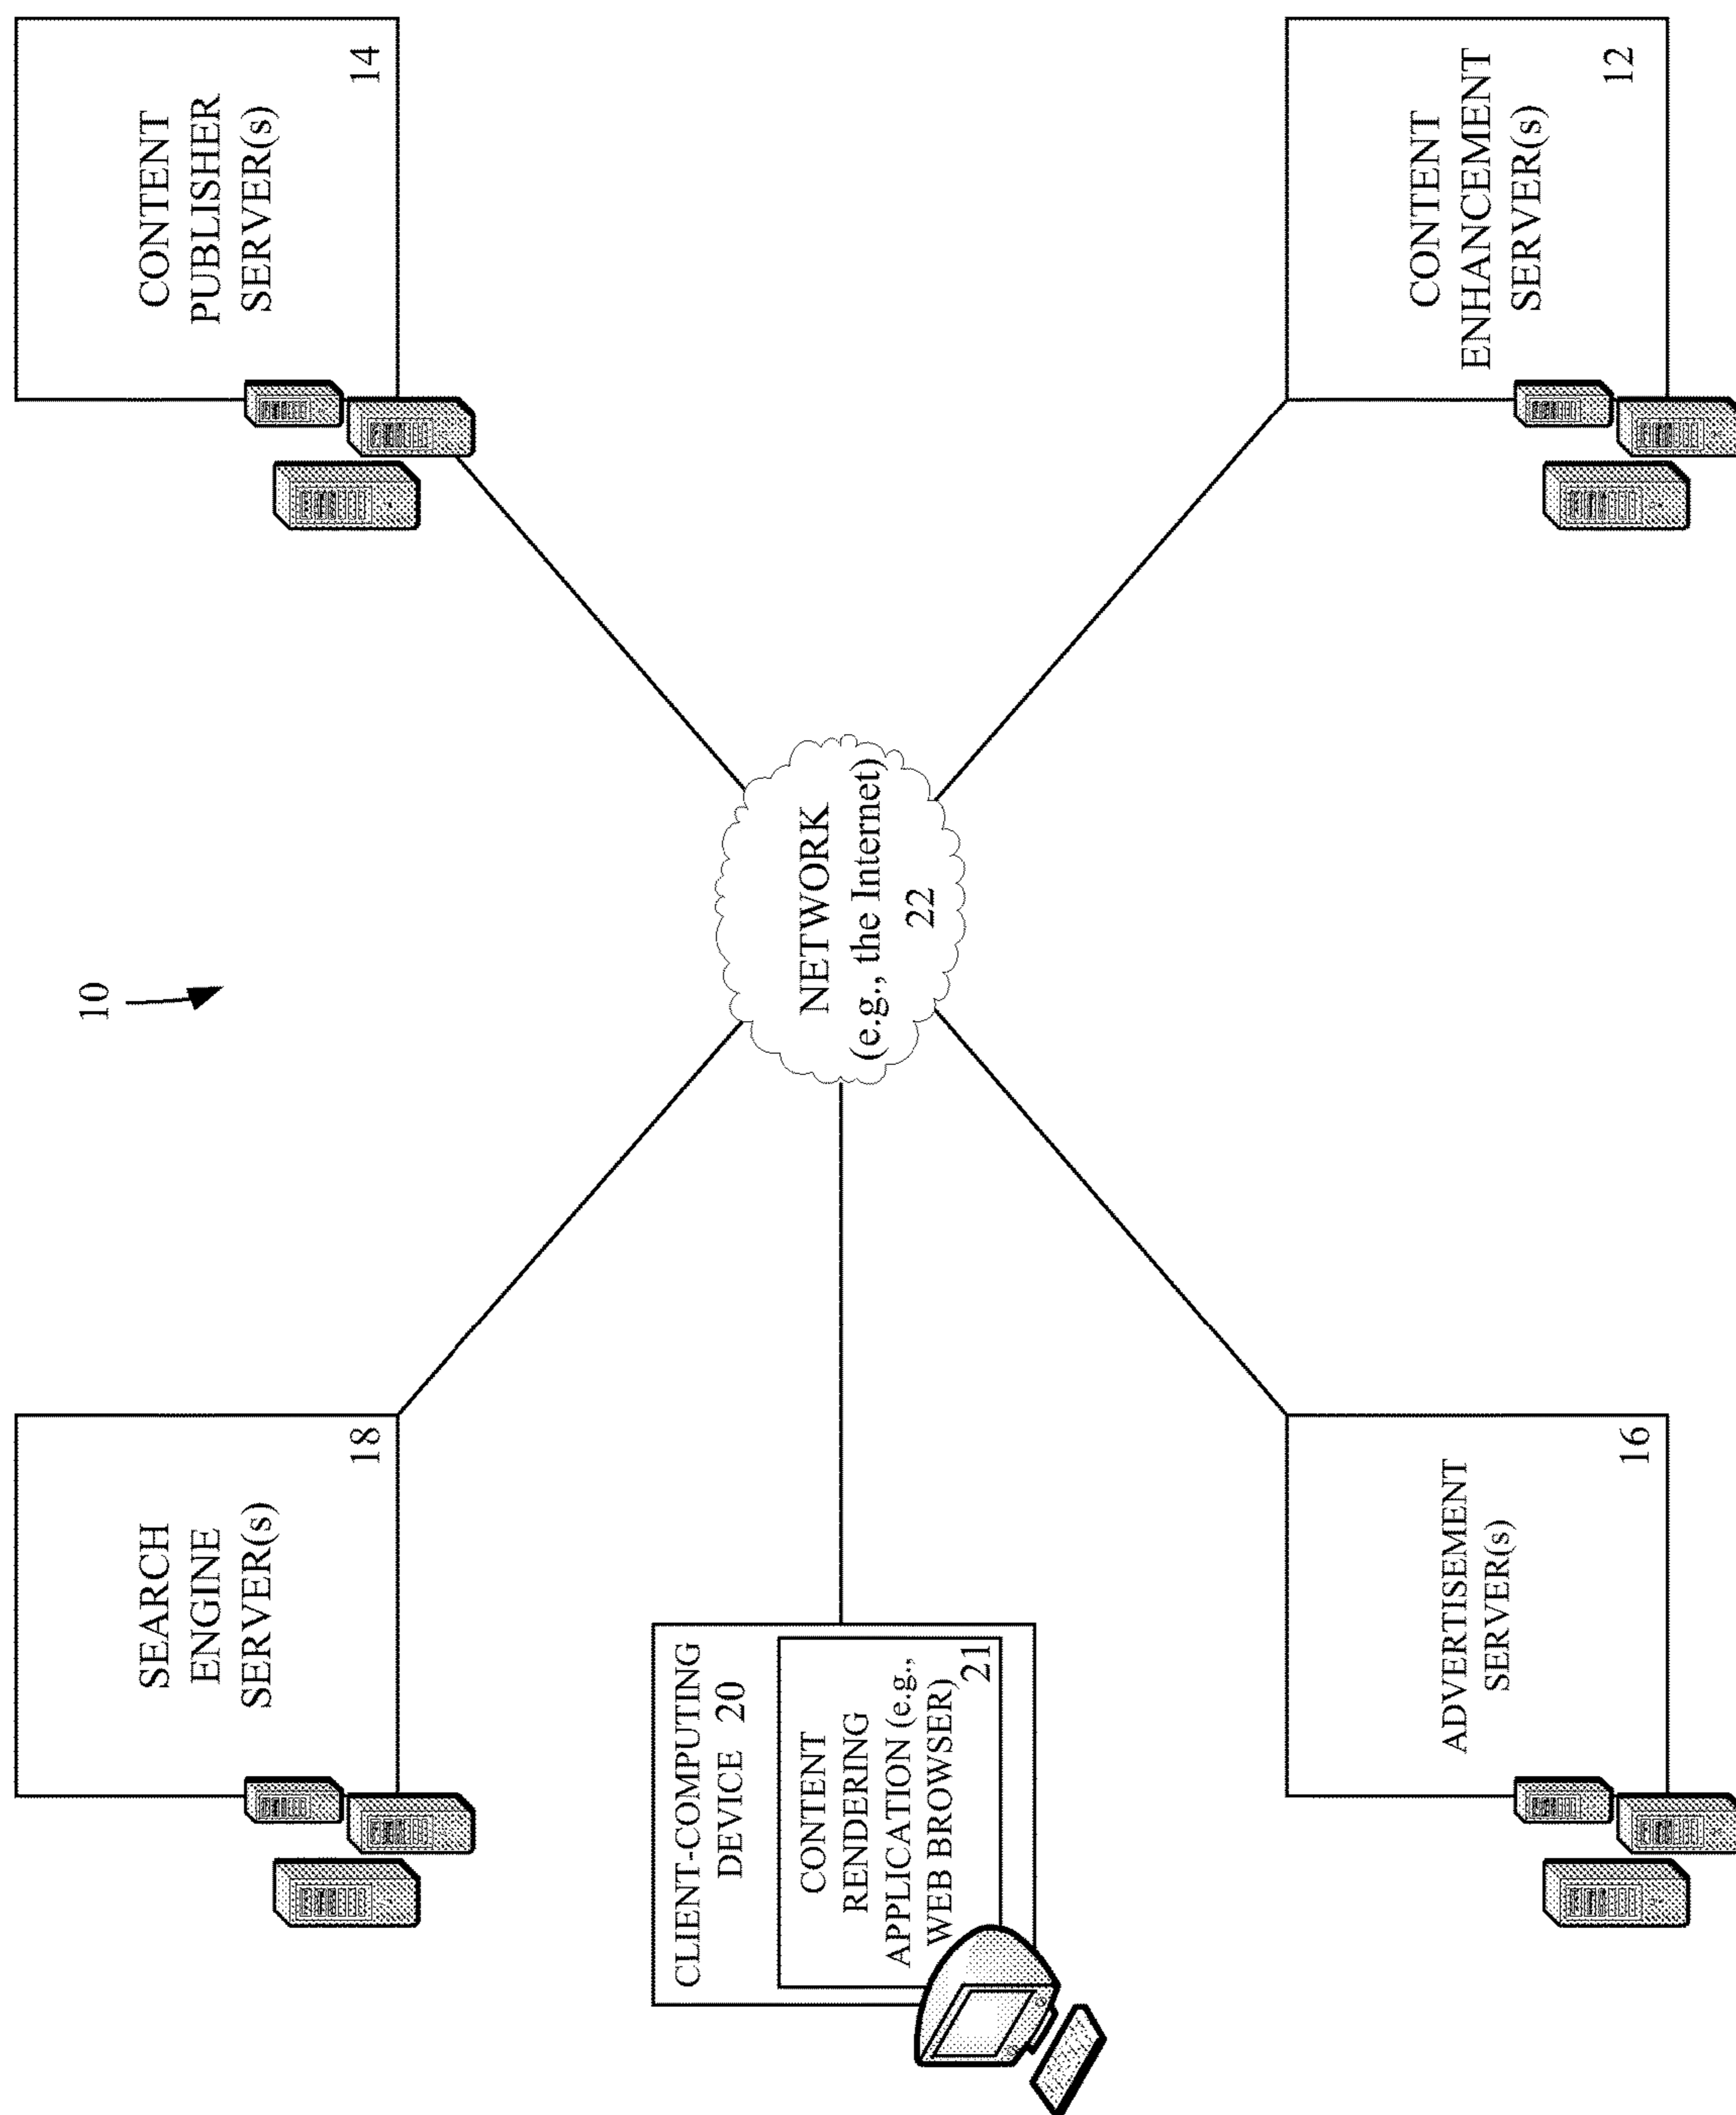 10
SEARCH
ENGINE
SERVER(s)
18
CONTENT
PUBLISHER
SERVER(s)
14
CLIENT-COMPUTING
DEVICE 20
CONTENT
RENDERING
APPLICATION (e.g.,
WEB BROWSER)
21
NETWORK
(e.g., the Internet)
22
ADVERTISEMENT
SERVER(s)
16
CONTENT
ENHANCEMENT
SERVER(s)
12